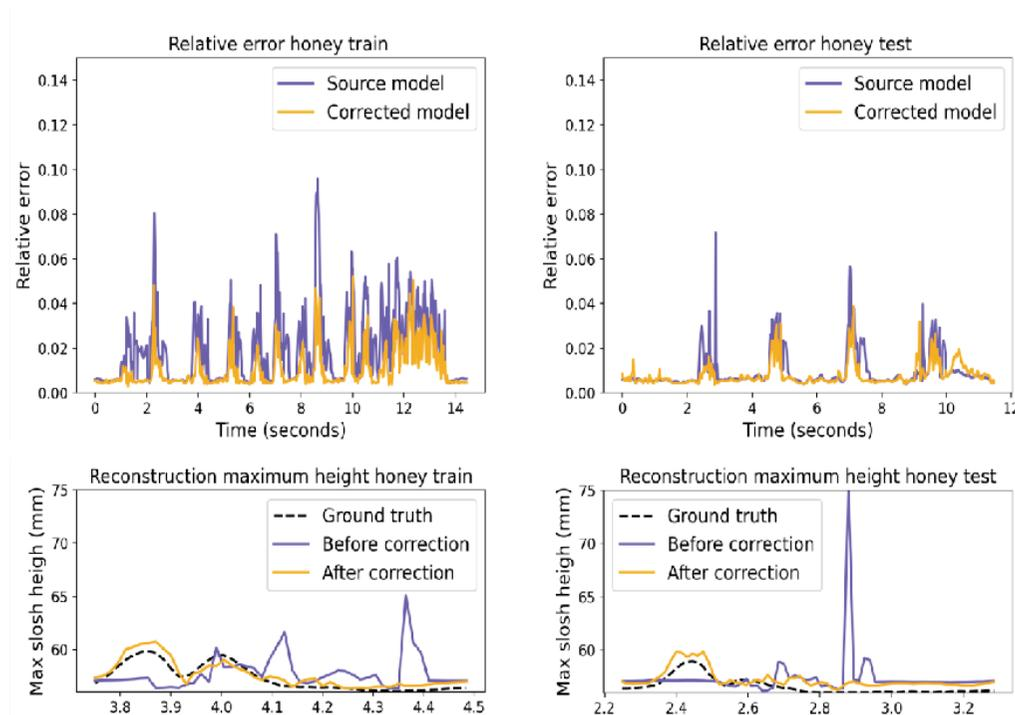 Relative error honey train
0.14
0.12
0.10
0.08
0.06
0.04
0.02
0.00
Relative error
Source model
Corrected model
0 2 4 6 8 10 12 14
Time (seconds)
Relative error honey test
0.14
0.12
0.10
0.08
0.06
0.04
0.02
0.00
Relative error
Source model
Corrected model
0 2 4 6 8 10 12
Time (seconds)
Reconstruction maximum height honey train
75
70
65
60
Max slosh heigh (mm)
Ground truth
Before correction
After correction
3.8 3.9 4.0 4.1 4.2 4.3 4.4 4.5
Reconstruction maximum height honey test
75
70
65
60
Max slosh heigh (mm)
Ground truth
Before correction
After correction
2.2 2.4 2.6 2.8 3.0 3.2